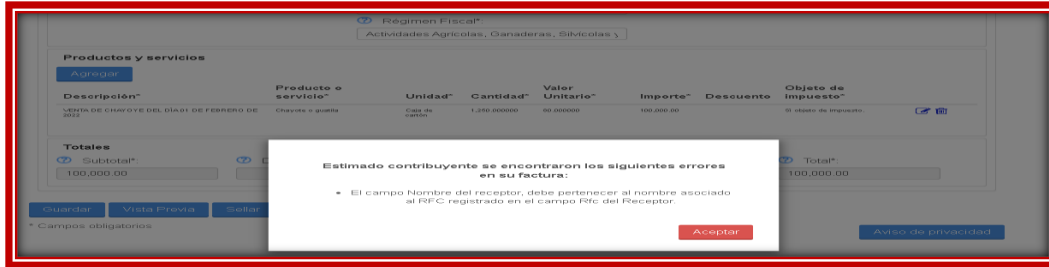 Régimen Fiscal*:
Actividades Agrícolas, Ganaderas, Silvícolas y
Productos y servicios
Agregar
Descripción* Producto o servicio* Unidad* Cantidad* Valor Unitario* Importe* Descuento Objeto de impuesto*
VENTA DE CHAYOTE DEL DÍA 01 DE FEBRERO DE 2022 Chayote o guatila Caja de cartón 1,250.000000 80.000000 100,000.00 Sí objeto de impuesto.
Totales
Subtotal*: D Total*:
100,000.00 100,000.00
Estimado contribuyente se encontraron los siguientes errores
en su factura:
• El campo Nombre del receptor, debe pertenecer al nombre asociado
al RFC registrado en el campo Rfc del Receptor.
Aceptar
Guardar Vista Previa Sellar
* Campos obligatorios
Aviso de privacidad